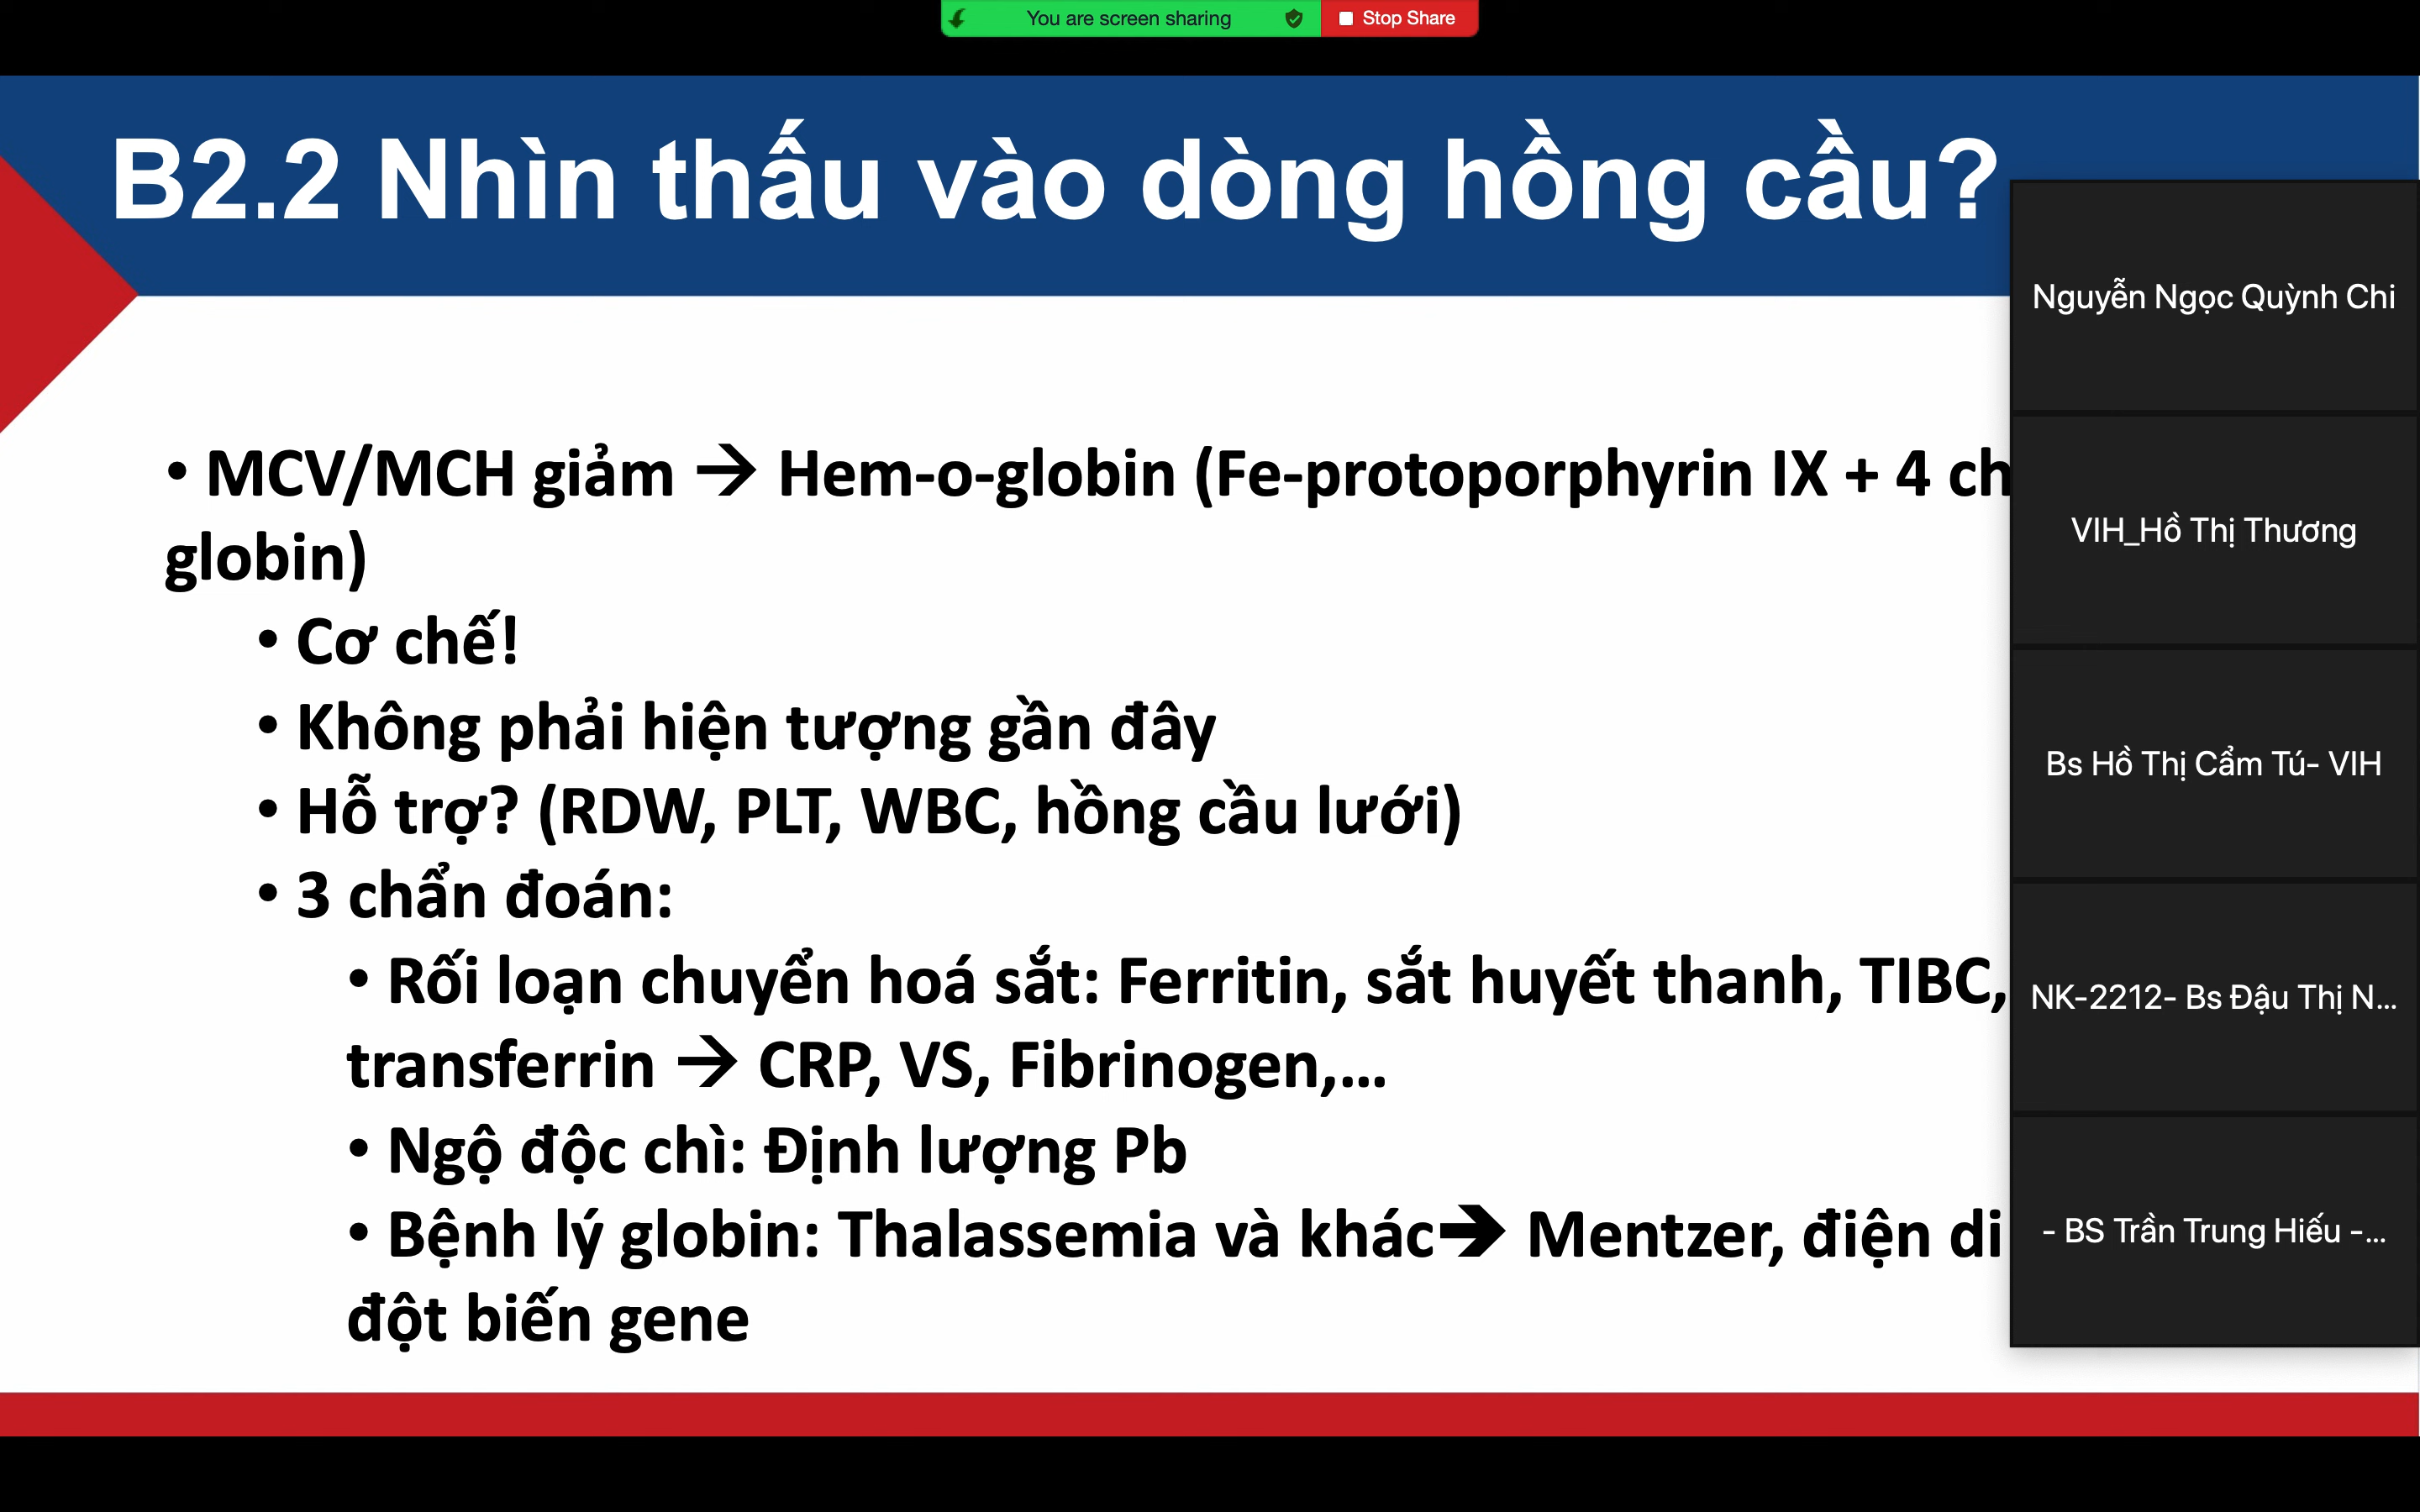 You are screen sharing
Stop Share
B2.2 Nhìn thấu vào dòng hồng cầu?
• MCV/MCH giảm → Hem-o-globin (Fe-protoporphyrin IX + 4
globin)
• Cơ chế!
• Không phải hiện tượng gần đây
• Hỗ trợ? (RDW, PLT, WBC, hồng cầu lưới)
• 3 chẩn đoán:
• Rối loạn chuyển hoá sắt: Ferritin, sắt huyết thanh, TIBC,
transferrin → CRP, VS, Fibrinogen,...
• Ngộ độc chì: Định lượng Pb
• Bệnh lý globin: Thalassemia và khác➔ Mentzer, điện di
đột biến gene
Nguyễn Ngọc Quỳnh Chi
VIH_Hồ Thị Thương
Bs Hồ Thị Cẩm Tú- VIH
NK-2212- Bs Đậu Thị N...
- BS Trần Trung Hiếu -...